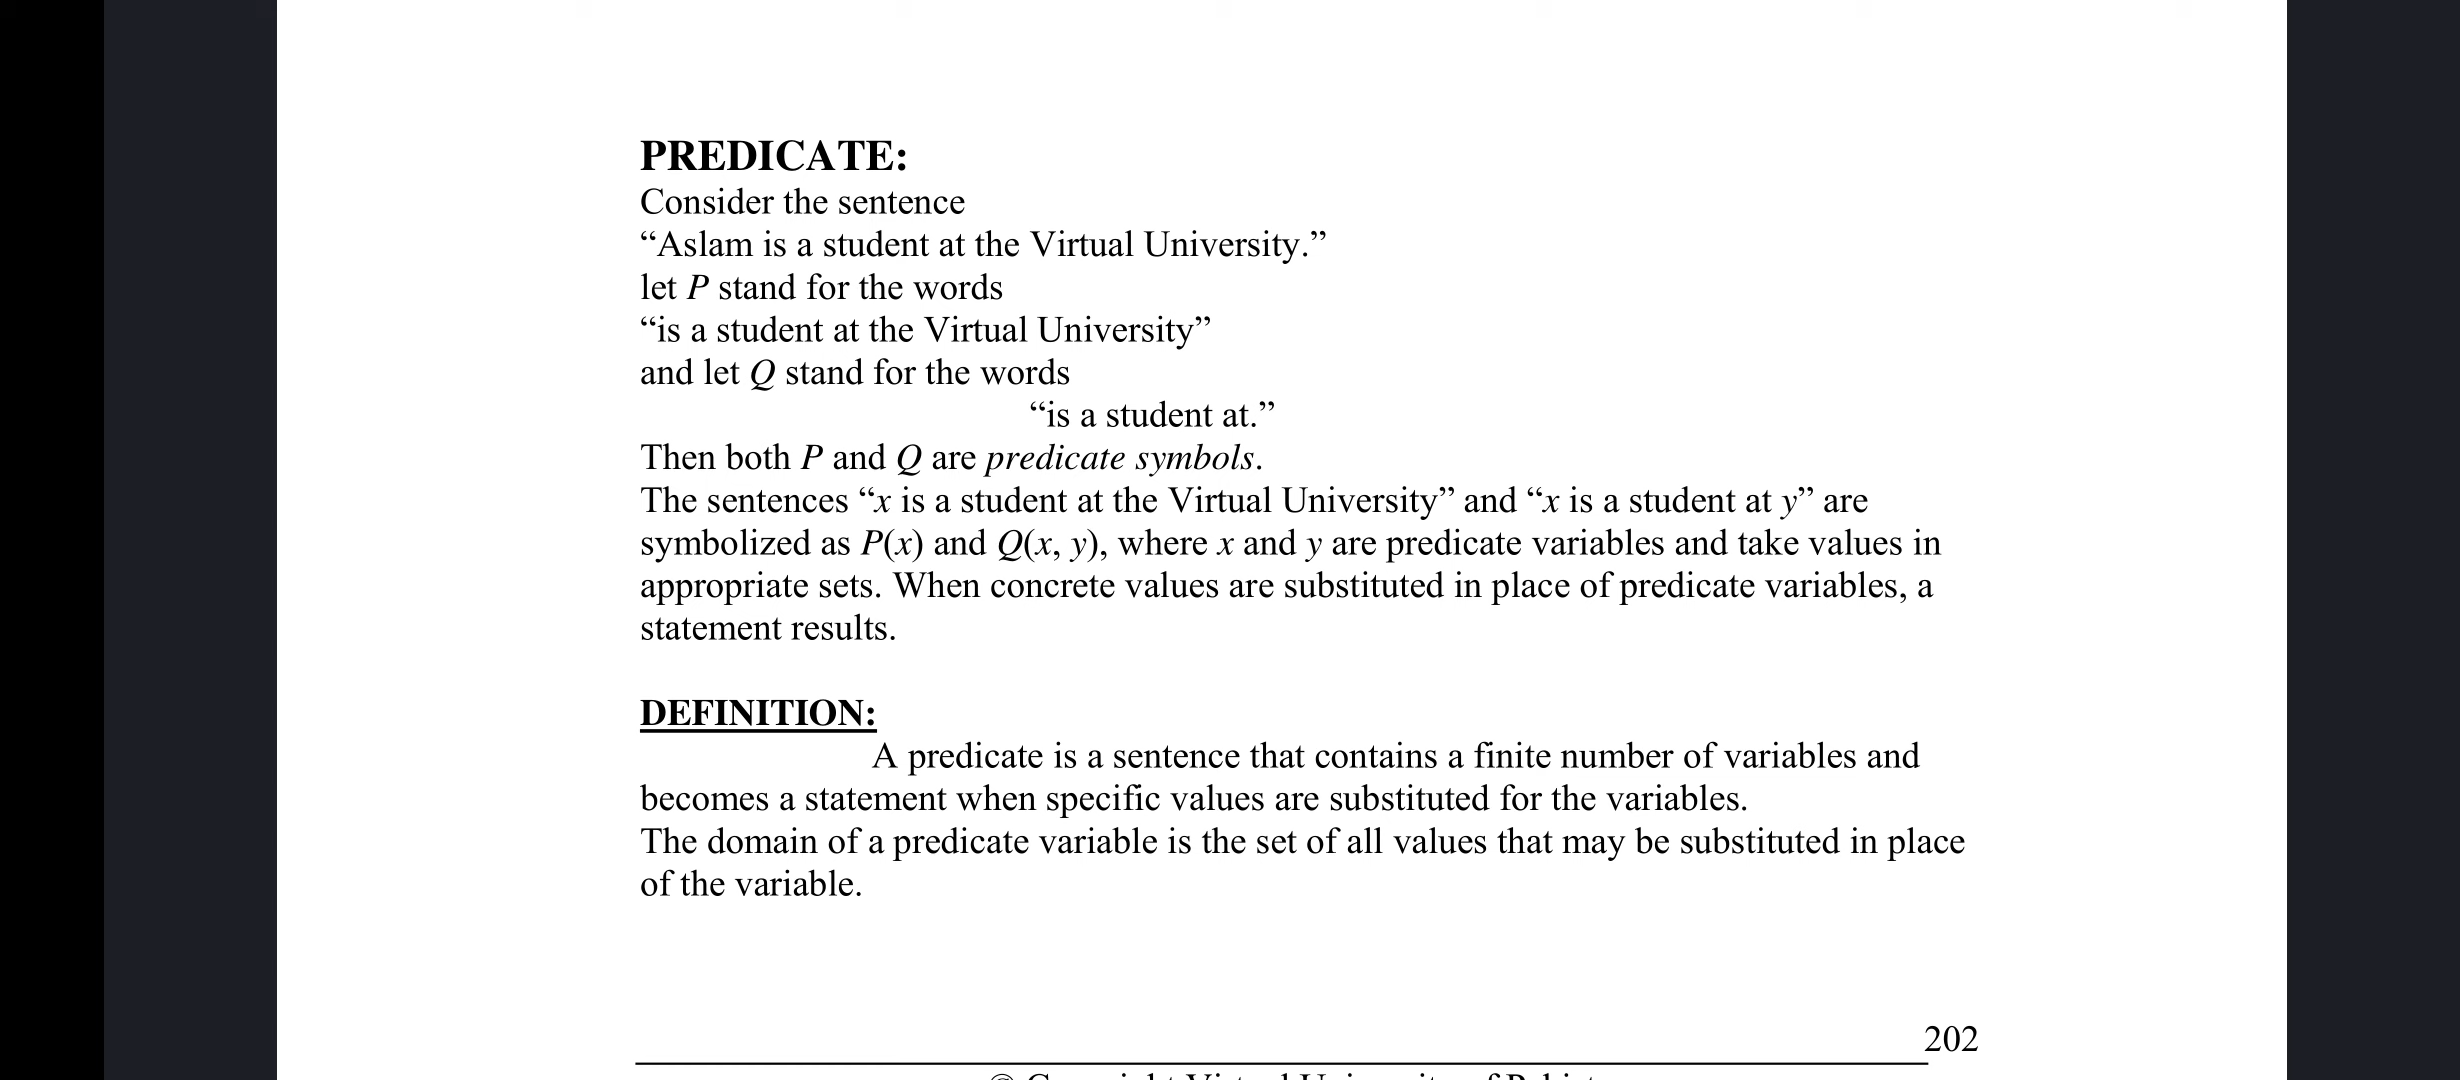 PREDICATE:
Consider the sentence
“Aslam is a student at the Virtual University.”
let P stand for the words
“is a student at the Virtual University”
and let Q stand for the words
“is a student at.”
Then both P and Q are predicate symbols.
The sentences “x is a student at the Virtual University” and “x is a student at y” are
symbolized as P(x) and Q(x, y), where x and y are predicate variables and take values in
appropriate sets. When concrete values are substituted in place of predicate variables, a
statement results.
DEFINITION:
A predicate is a sentence that contains a finite number of variables and
becomes a statement when specific values are substituted for the variables.
The domain of a predicate variable is the set of all values that may be substituted in place
of the variable.
202